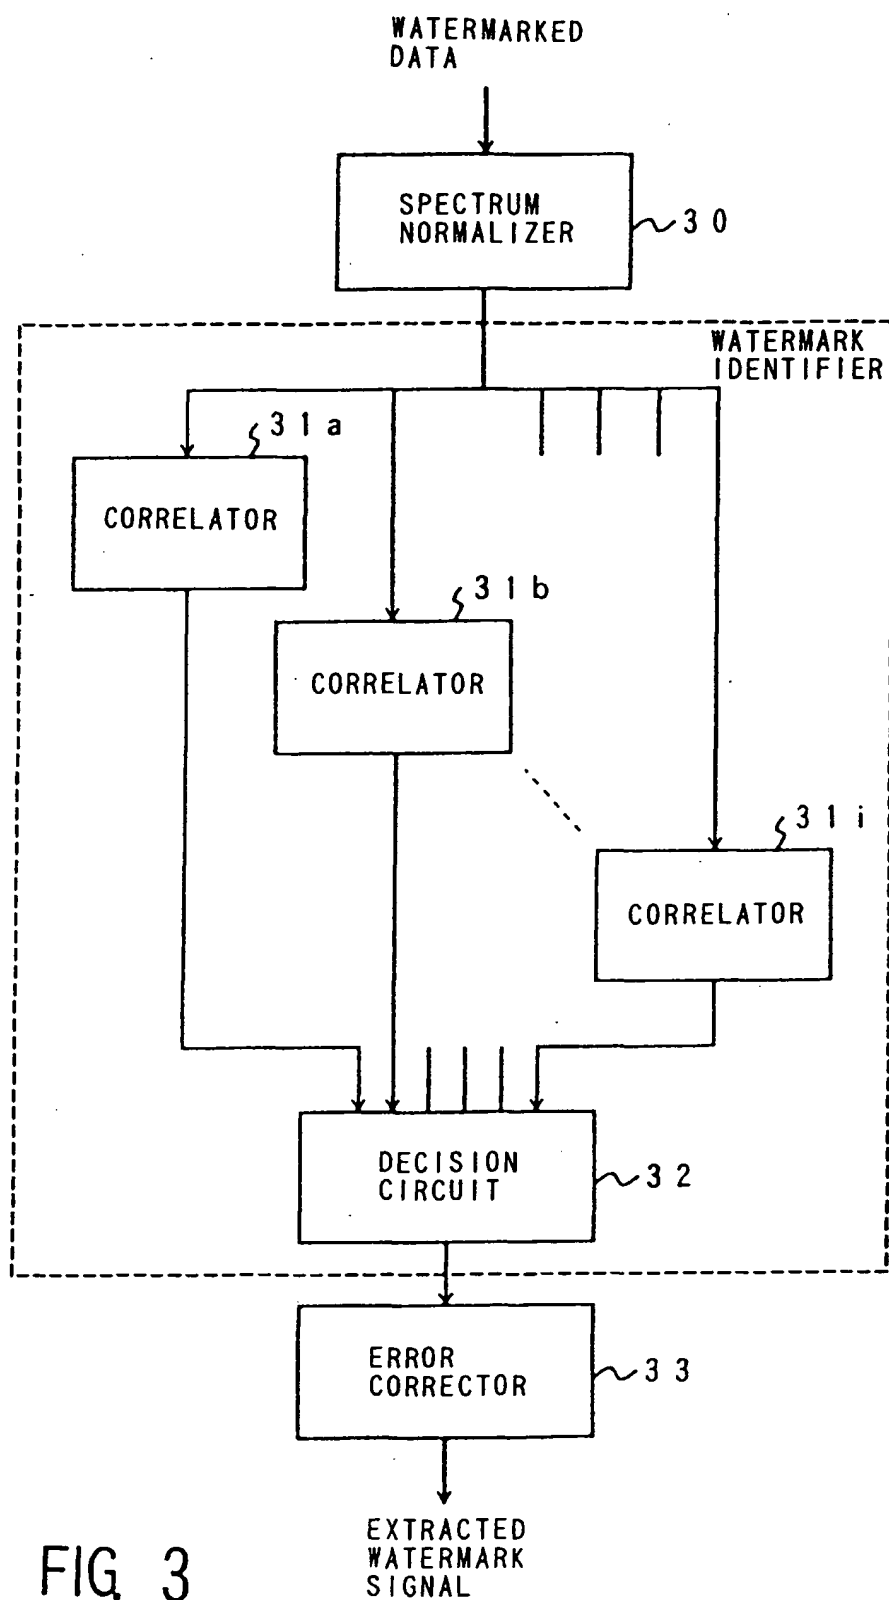 WATERMARKED
DATA
SPECTRUM
NORMALIZER
30
WATERMARK
IDENTIFIER
31a
CORRELATOR
31b
CORRELATOR
31i
CORRELATOR
DECISION
CIRCUIT
32
ERROR
CORRECTOR
33
EXTRACTED
WATERMARK
SIGNAL
FIG. 3